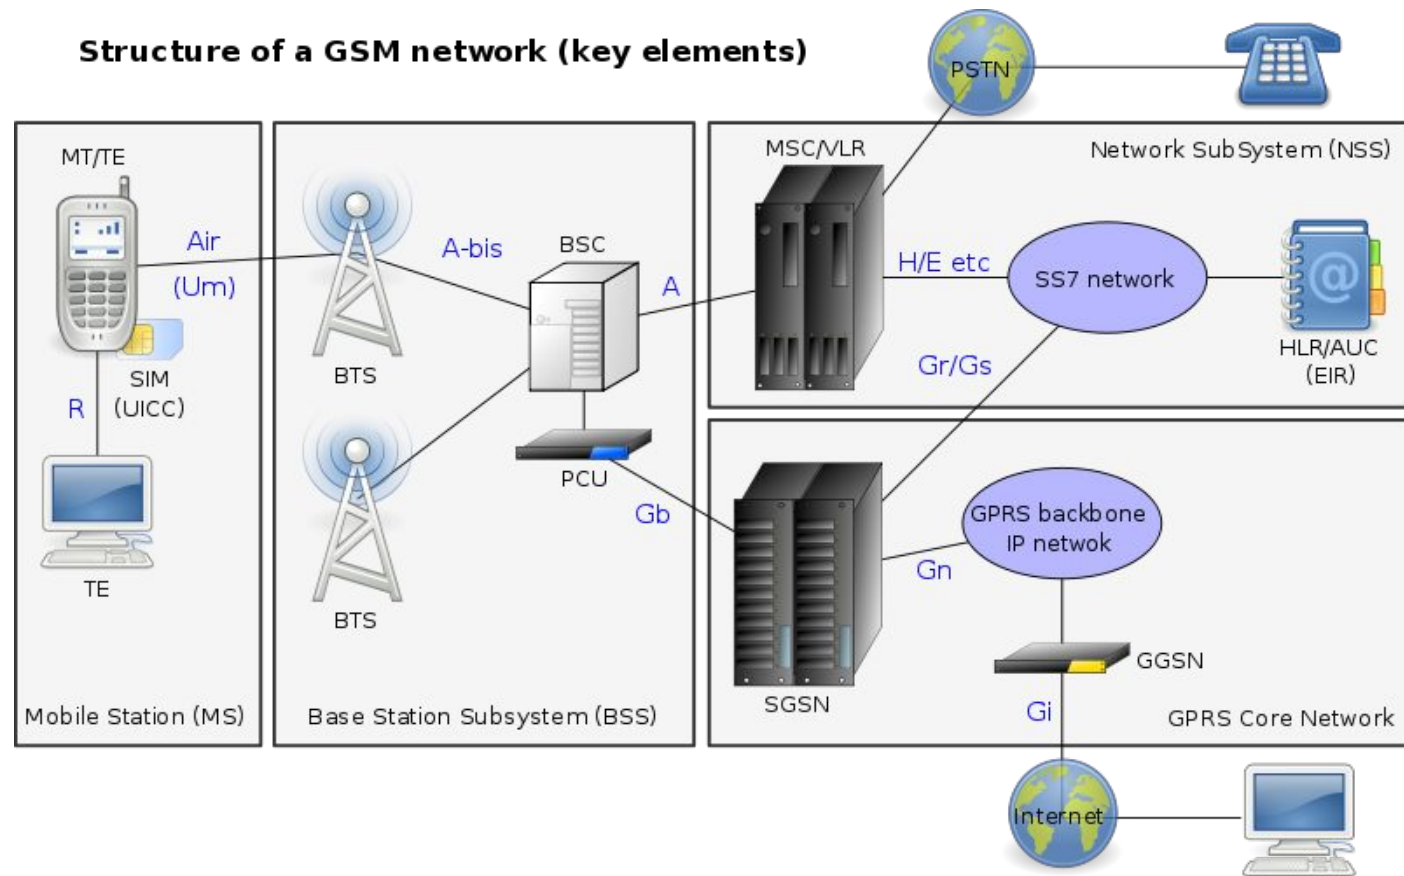 Structure of a GSM network (key elements)
PSTN
MT/TE
Air
(Um)
SIM
(UICC)
R
TE
Mobile Station (MS)
BTS
A-bis
BSC
BTS
PCU
Base Station Subsystem (BSS)
A
Gb
MSC/VLR
Network SubSystem (NSS)
H/E etc
SS7 network
HLR/AUC
(EIR)
Gr/Gs
SGSN
Gn
GPRS backbone
IP netwok
GGSN
Gi
GPRS Core Network
Internet